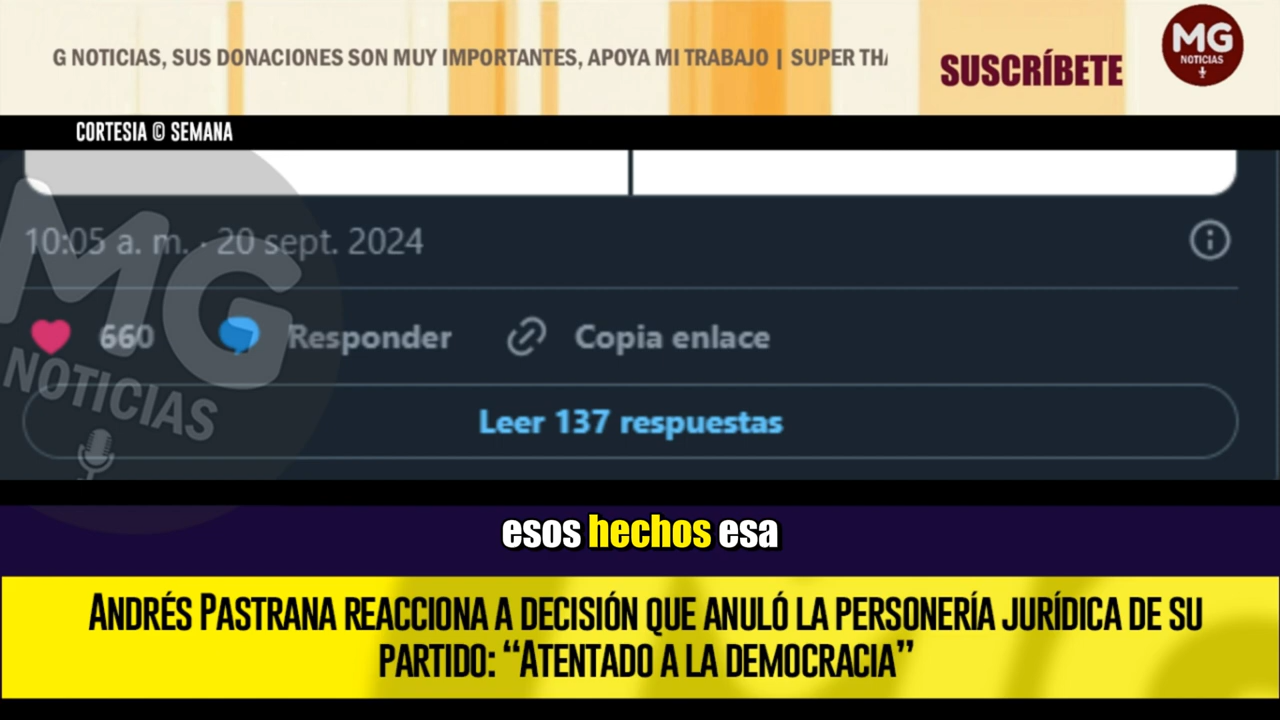 G NOTICIAS, SUS DONACIONES SON MUY IMPORTANTES, APOYA MI TRABAJO | SUPER
SUSCRÍBETE
MG
NOTICIAS
CORTESIA © SEMANA
10:05 a. m. · 20 sept. 2024
660 Responder Copia enlace
MG
NOTICIAS
Leer 137 respuestas
esos hechos esa
ANDRÉS PASTRANA REACCIONA A DECISIÓN QUE ANULÓ LA PERSONERÍA JURÍDICA DE SU
PARTIDO: “ATENTADO A LA DEMOCRACIA”